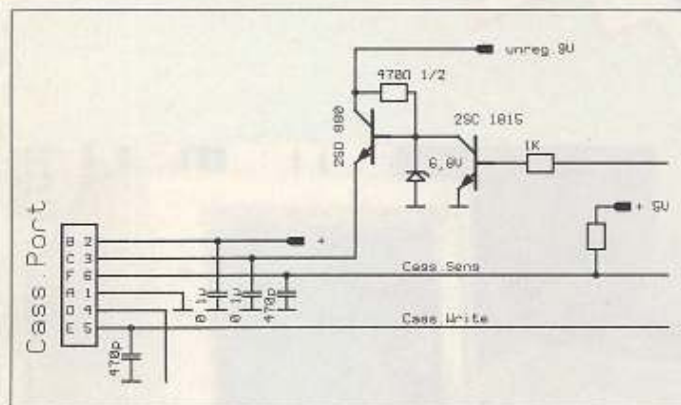 unreg.9V
470Ω 1/2
2SD 880
2SC 1815
6,8V
1K
+ 5V
Cass.Port
B 2
C 3
F 6
A 1
D 4
E 5
+
0.1µ
0.1µ
470p
Cass.Sens
Cass.Write
470p